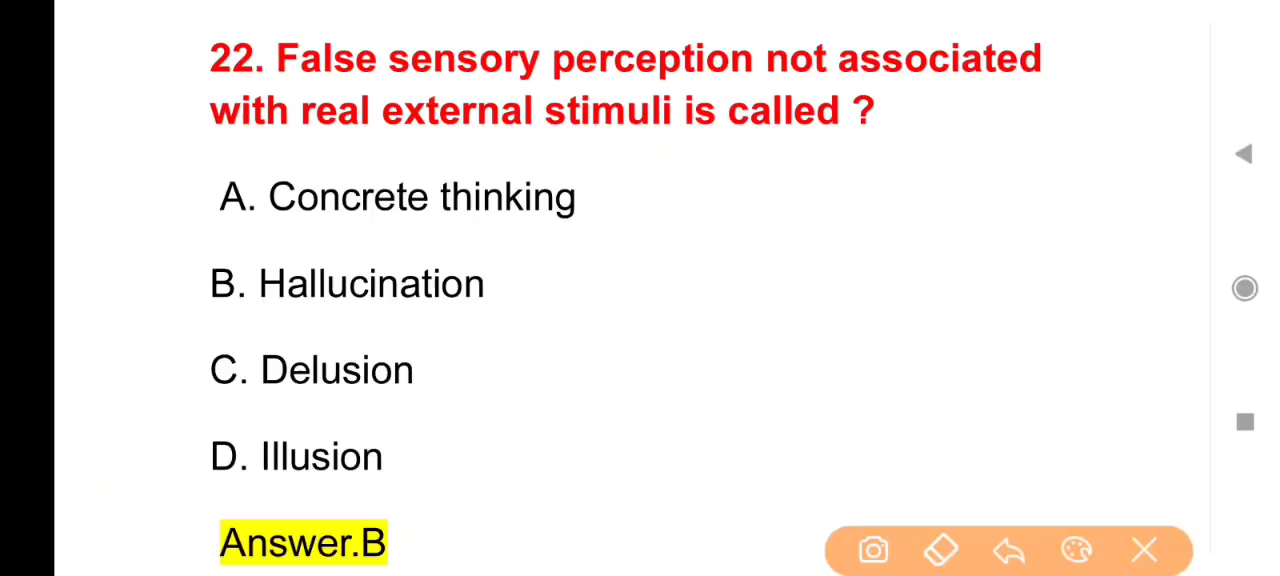 22. False sensory perception not associated
with real external stimuli is called ?
A. Concrete thinking
B. Hallucination
C. Delusion
D. Illusion
Answer.B